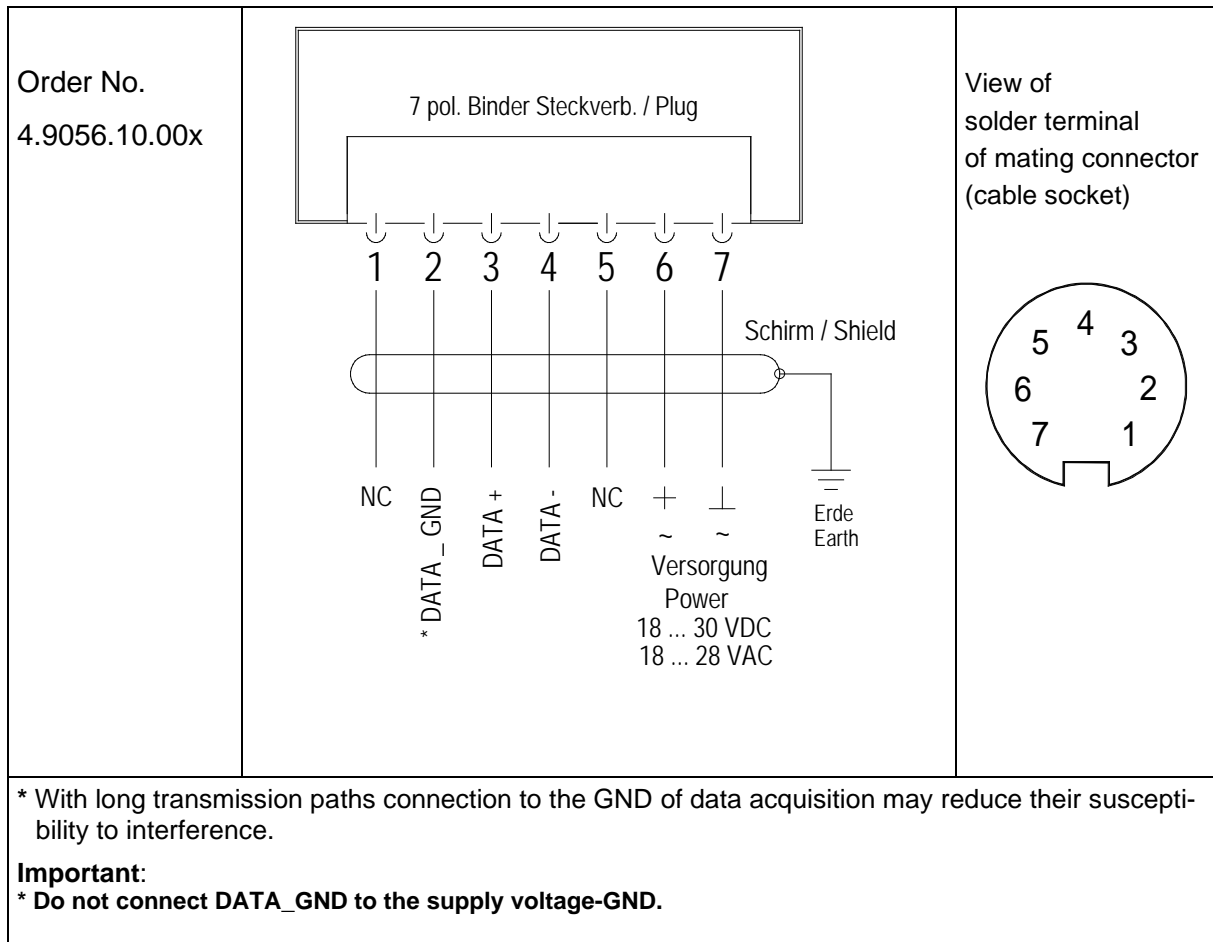 Order No.
4.9056.10.00x
7 pol. Binder Steckverb. / Plug
1 2 3 4 5 6 7
Schirm / Shield
NC
* DATA _ GND
DATA +
DATA -
NC
+
⊥
~ ~
Versorgung
Power
18 ... 30 VDC
18 ... 28 VAC
Erde
Earth
View of
solder terminal
of mating connector
(cable socket)
4
5 3
6 2
7 1
* With long transmission paths connection to the GND of data acquisition may reduce their suscepti-
bility to interference.
Important:
* Do not connect DATA_GND to the supply voltage-GND.